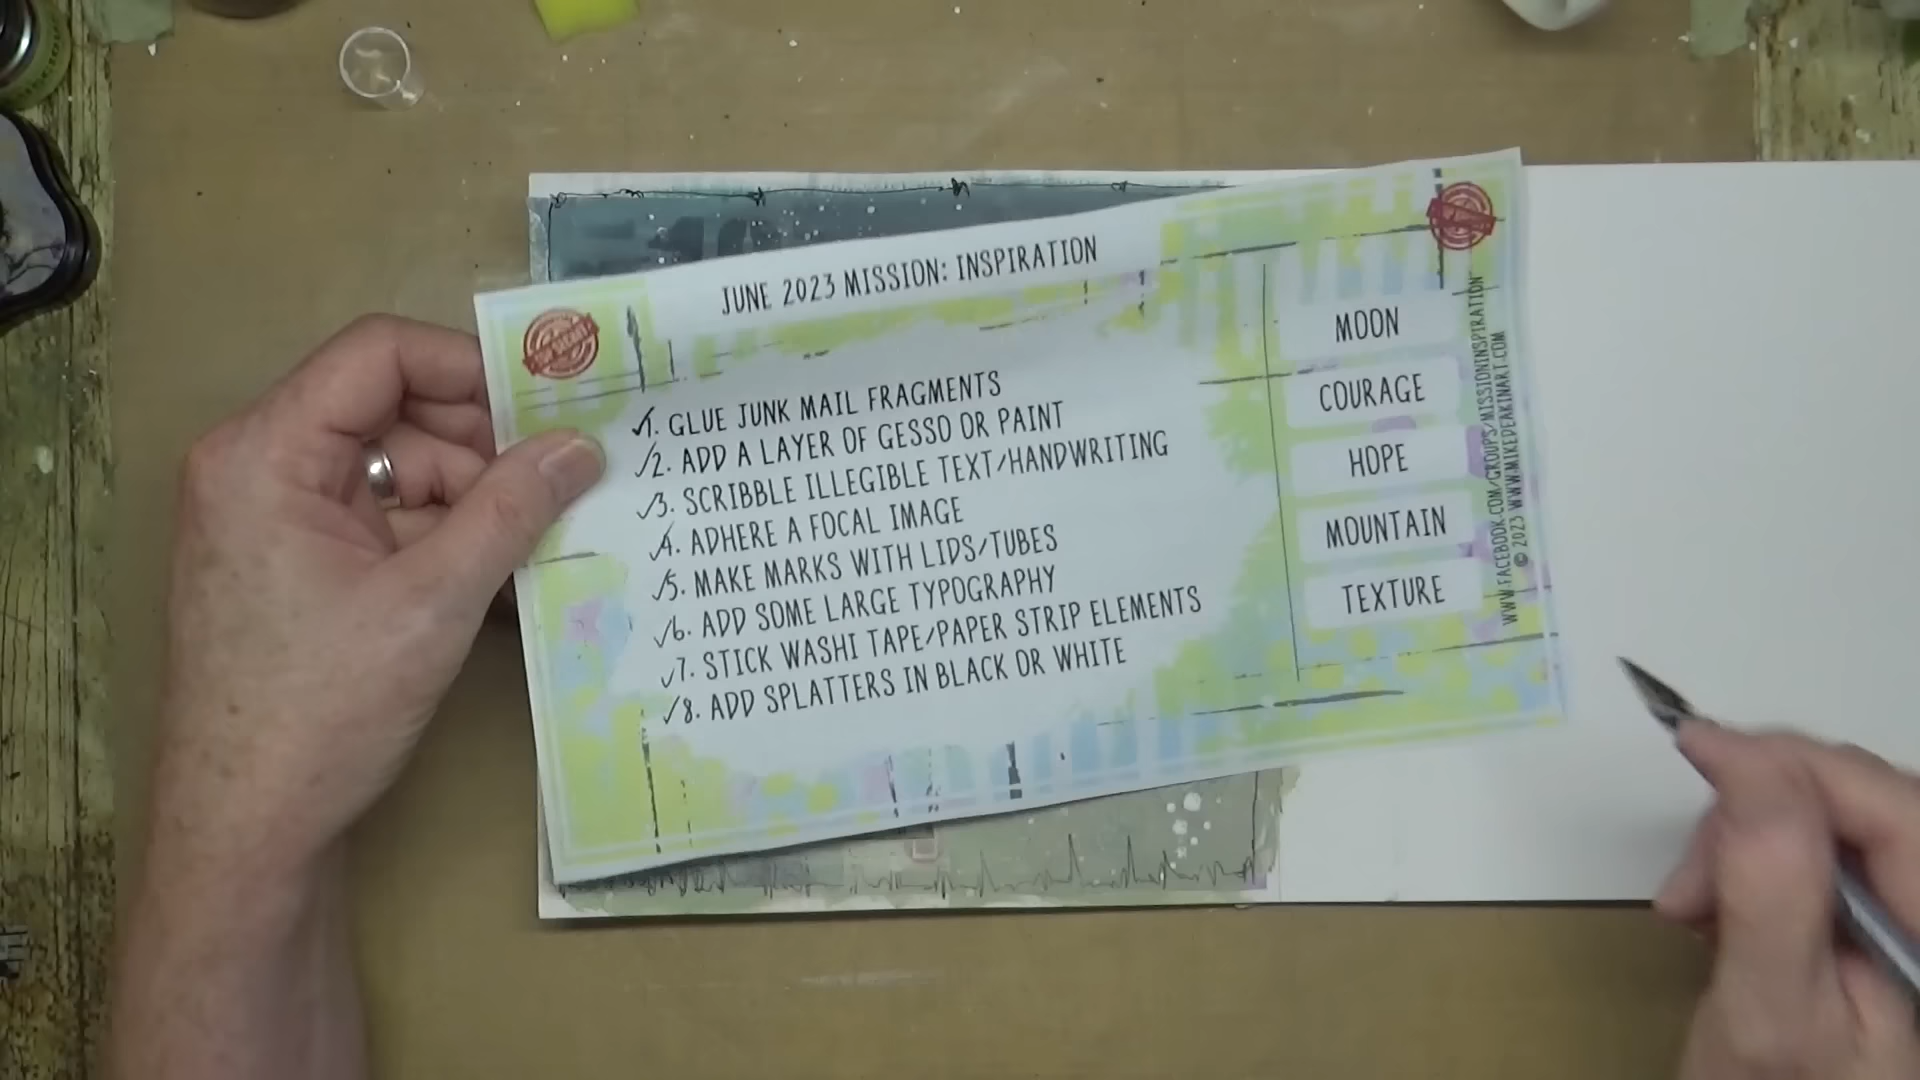 JUNE 2023 MISSION: INSPIRATION
TOP SECRET
1. GLUE JUNK MAIL FRAGMENTS
2. ADD A LAYER OF GESSO OR PAINT
3. SCRIBBLE ILLEGIBLE TEXT/HANDWRITING
4. ADHERE A FOCAL IMAGE
5. MAKE MARKS WITH LIDS/TUBES
6. ADD SOME LARGE TYPOGRAPHY
7. STICK WASHI TAPE/PAPER STRIP ELEMENTS
8. ADD SPLATTERS IN BLACK OR WHITE
MOON
COURAGE
HOPE
MOUNTAIN
TEXTURE
WWW.FACEBOOK.COM/GROUPS/MISSIONINSPIRATION
© 2023 WWW.MIKEDEAKINART.COM